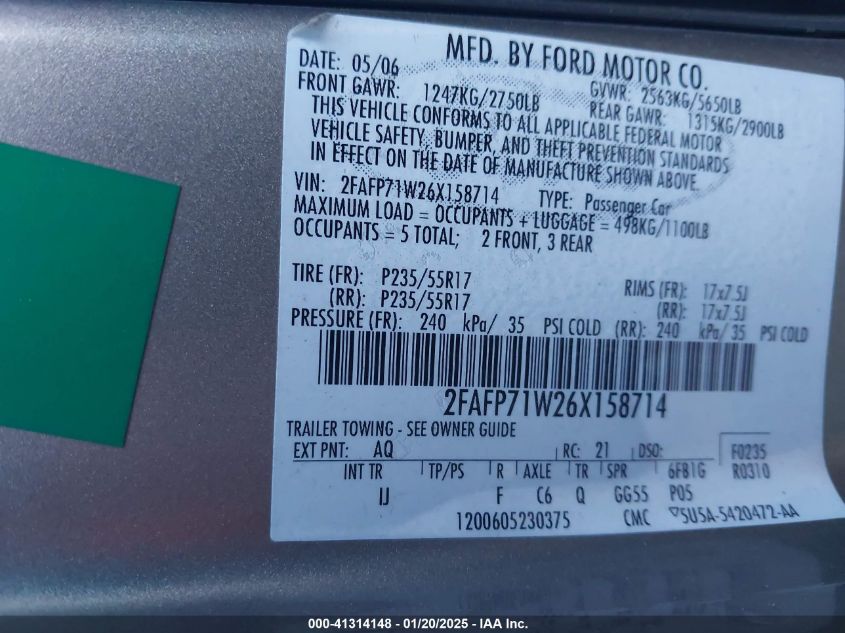 MFD. BY FORD MOTOR CO.
DATE: 05/06 GVWR: 2563KG/5650LB
FRONT GAWR: 1247KG/2750LB REAR GAWR: 1315KG/2900LB
THIS VEHICLE CONFORMS TO ALL APPLICABLE FEDERAL MOTOR
VEHICLE SAFETY, BUMPER, AND THEFT PREVENTION STANDARDS
IN EFFECT ON THE DATE OF MANUFACTURE SHOWN ABOVE.
VIN: 2FAFP71W26X158714 TYPE: Passenger Car
MAXIMUM LOAD = OCCUPANTS + LUGGAGE = 498KG/1100LB
OCCUPANTS = 5 TOTAL; 2 FRONT, 3 REAR
TIRE (FR): P235/55R17 RIMS (FR): 17x7.5J
(RR): P235/55R17 (RR): 17x7.5J
PRESSURE (FR): 240 kPa/ 35 PSI COLD (RR): 240 kPa/ 35 PSI COLD
2FAFP71W26X158714
TRAILER TOWING - SEE OWNER GUIDE
EXT PNT: AQ RC: 21 DSO: F0235
INT TR TP/PS R AXLE TR SPR 6F81G R0310
IJ F C6 Q GG55 P05
1200605230375 CMC ▽5U5A-5420472-AA
000-41314148 - 01/20/2025 - IAAI.com/IAAI Inc.